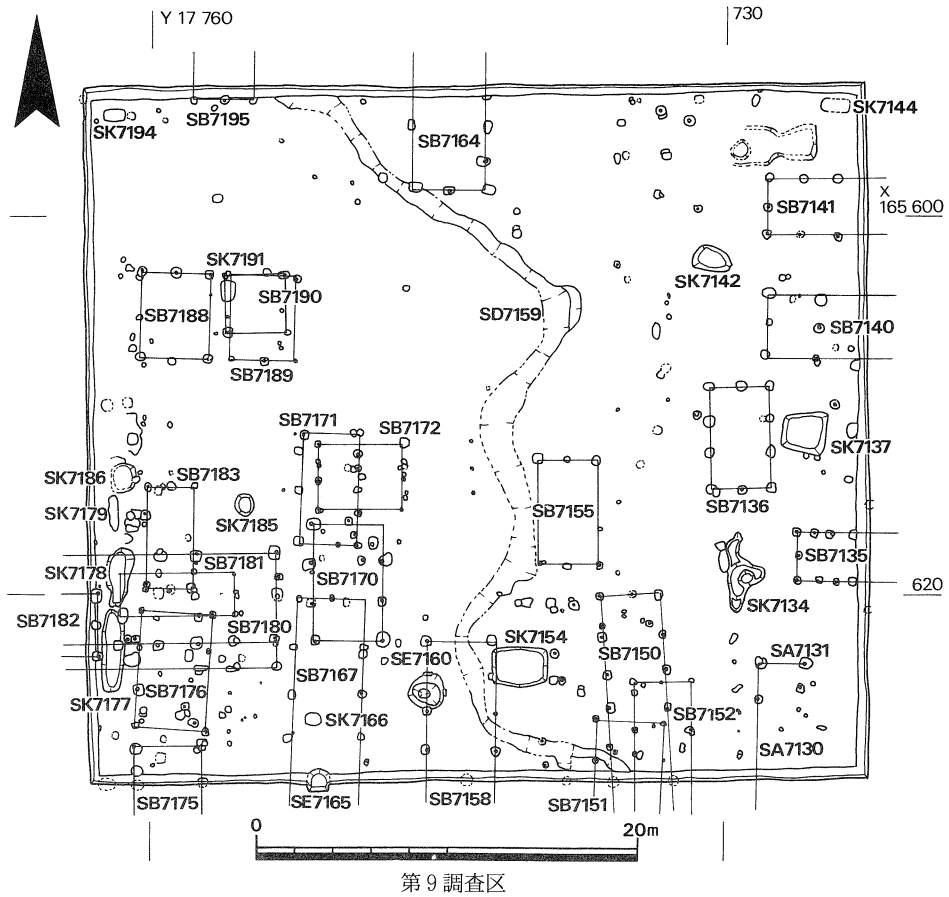 Y 17 760
730
SK7194
SB7195
SB7164
SK7144
SB7141
X
165 600
SK7142
SK7191
SB7190
SB7188
SB7189
SD7159
SB7140
SB7171
SB7172
SK7137
SK7186
SB7183
SK7179
SK7185
SB7155
SB7136
SB7181
SB7135
SK7178
SB7170
620
SK7134
SB7182
SB7180
SE7160
SK7154
SB7150
SA7131
SB7167
SK7177
SB7176
SK7166
SB7152
SA7130
SB7175
SE7165
SB7158
SB7151
0
20m
第9調査区